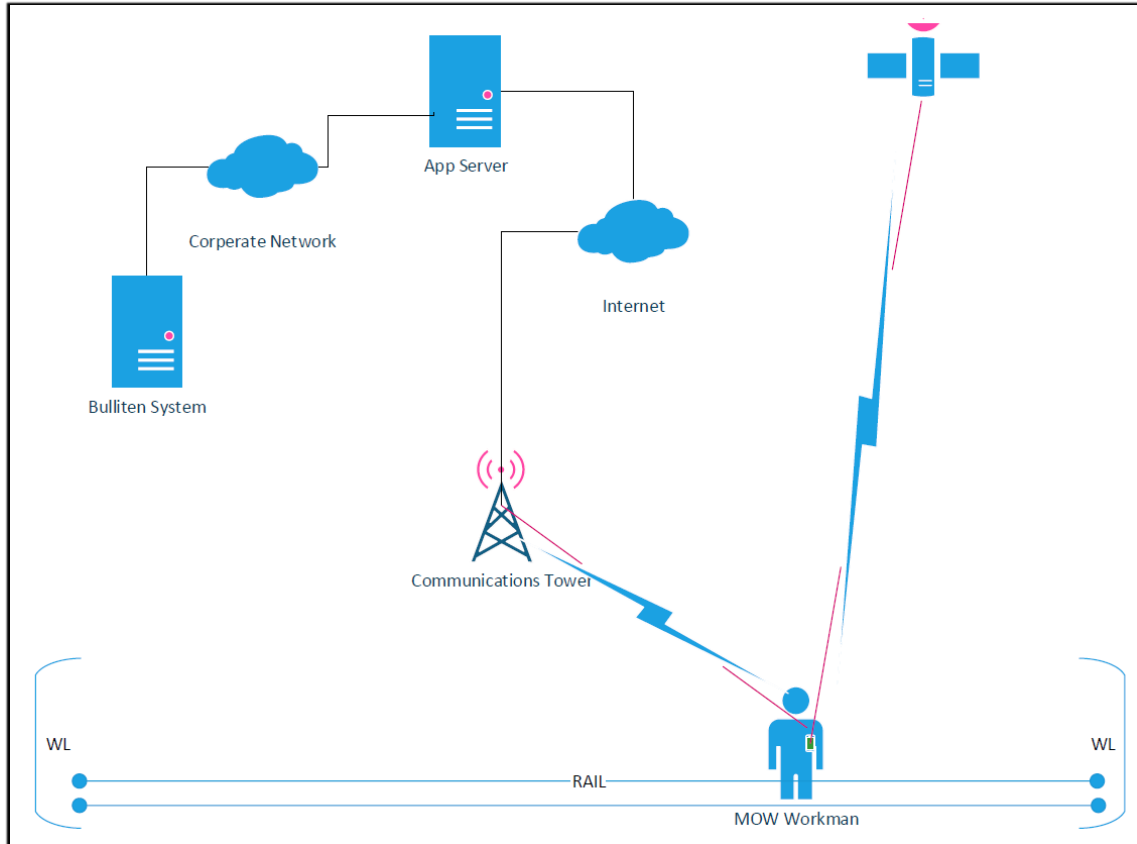 App Server
Corperate Network
Internet
Bulliten System
Communications Tower
WL
WL
RAIL
MOW Workman